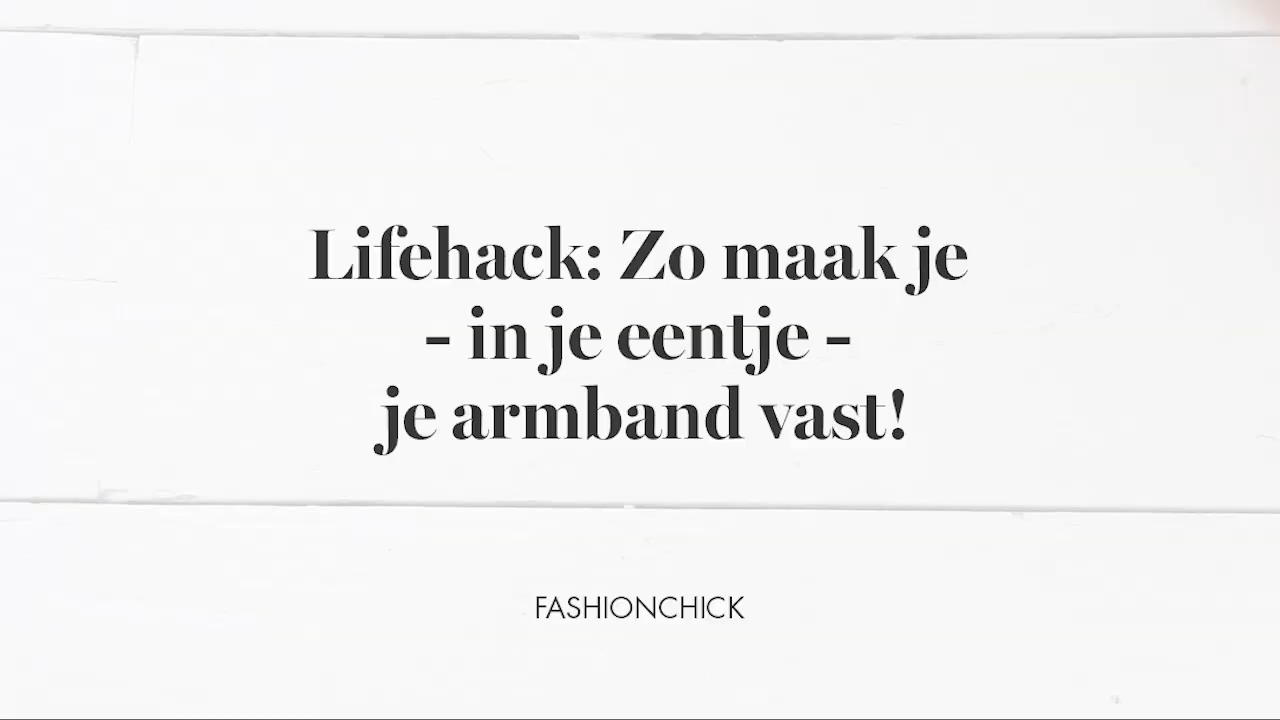 Lifehack: Zo maak je
- in je eentje -
je armband vast!
FASHIONCHICK